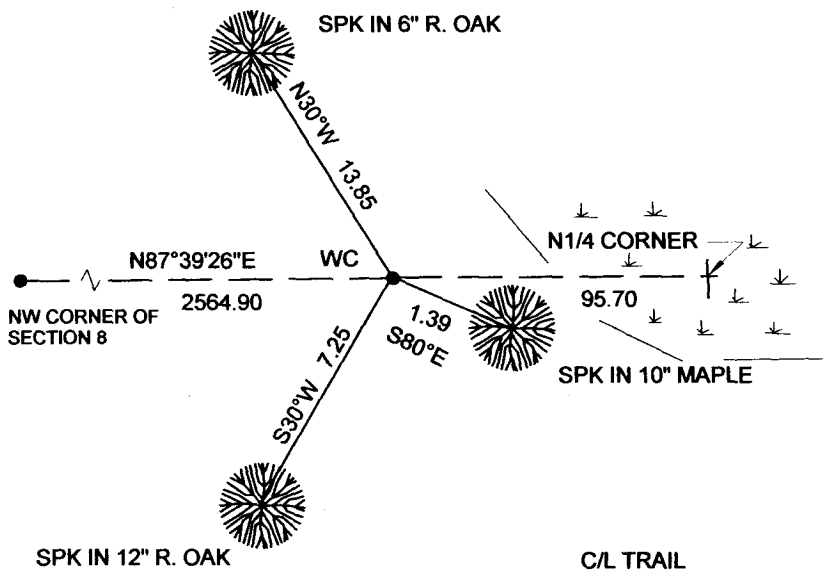 SPK IN 6" R. OAK
N30°W 13.85
N1/4 CORNER
N87°39'26"E
WC
2564.90
95.70
NW CORNER OF
SECTION 8
1.39
S80°E
S30°W 7.25
SPK IN 10" MAPLE
SPK IN 12" R. OAK
C/L TRAIL